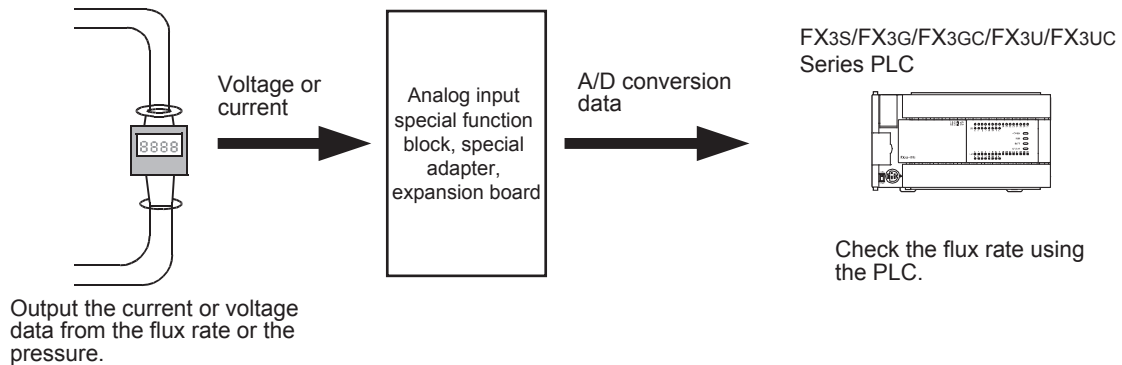 FX3S/FX3G/FX3GC/FX3U/FX3UC
Series PLC
Voltage or
current
Analog input
special function
block, special
adapter,
expansion board
A/D conversion
data
8888
Check the flux rate using
the PLC.
Output the current or voltage
data from the flux rate or the
pressure.